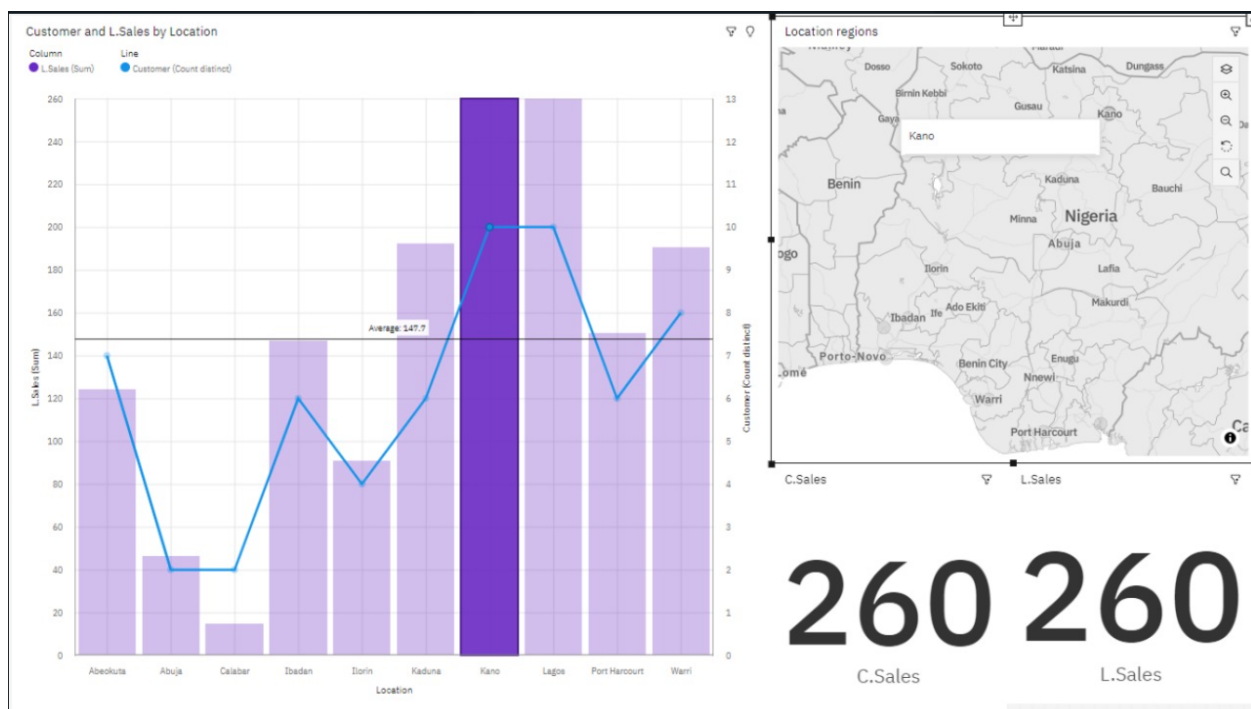 Customer and L.Sales by Location
Column Line
L.Sales (Sum) Customer (Count distinct)
260
240
220
200
180
160
140
120
100
80
60
40
20
0
L.Sales (Sum)
Average: 147.7
13
12
11
10
9
8
7
6
5
4
3
2
1
0
Customer (Count distinct)
Abeokuta Abuja Calabar Ibadan Ilorin Kaduna Kano Lagos Port Harcourt Warri
Location
Location regions
Dosso Sokoto Katsina Dungass
Birnin Kebbi
Gusau
Gaya
Kano
Kano
Kaduna
Benin
Bauchi
Minna
Nigeria
Abuja
Ilorin
Lafia
Makurdi
Ibadan Ife Ado Ekiti
Porto-Novo
Benin City
Enugu
Nnewi
Warri
Port Harcourt
C.Sales
L.Sales
260
260
C.Sales
L.Sales